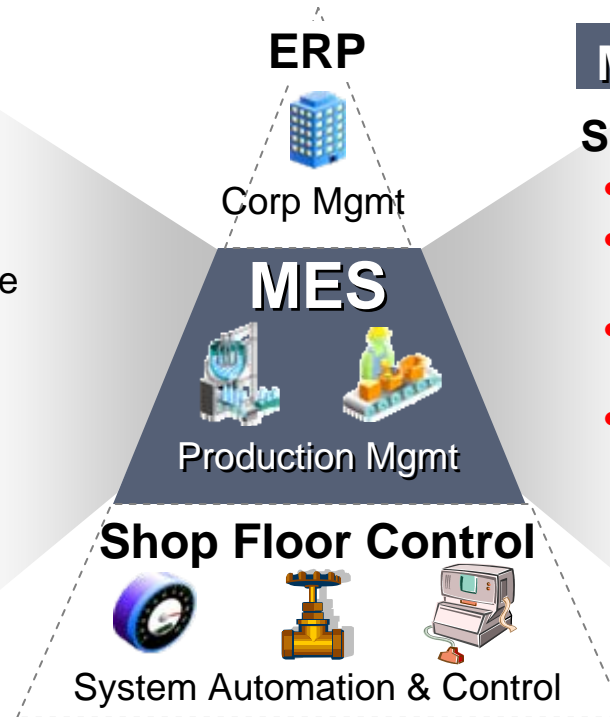 ERP
Corp Mgmt
MES
Production Mgmt
Shop Floor Control
System Automation & Control